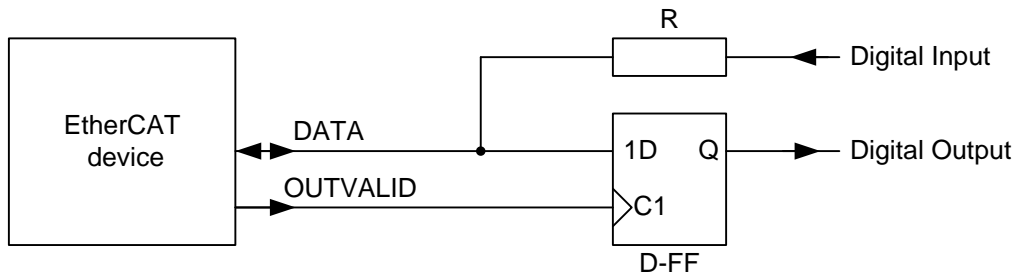 R
Digital Input
EtherCAT
device
DATA
1D
Q
Digital Output
OUTVALID
C1
D-FF